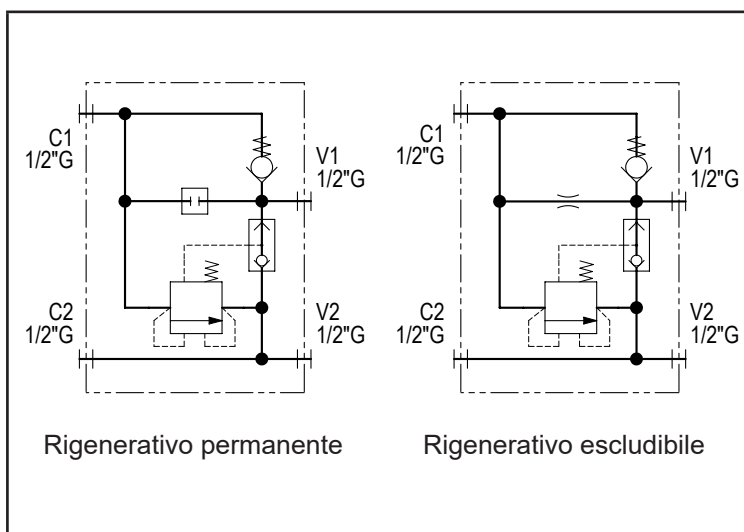 C1
1/2"G
V1
1/2"G
C2
1/2"G
V2
1/2"G
Rigenerativo permanente
C1
1/2"G
V1
1/2"G
C2
1/2"G
V2
1/2"G
Rigenerativo escludibile